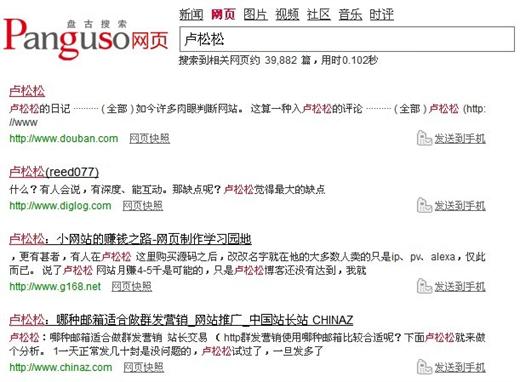 盘古搜索
Panguso网页
新闻 网页 图片 视频 社区 音乐 时评
卢松松
搜索到相关网页约 39,882 篇，用时0.102秒
卢松松
卢松松的日记 ·········· ( 全部 ) 如今许多肉眼判断网站。 这算一种入卢松松的评论 ·········· ( 全部 ) 卢松松 (http:
//www
http://www.douban.com 网页快照 发送到手机
卢松松(reed077)
什么？有人会说，有深度、能互动。那缺点呢？卢松松觉得最大的缺点
http://www.diglog.com 网页快照 发送到手机
卢松松：小网站的赚钱之路-网页制作学习园地
，更有甚者，有人在卢松松 这里购买源码之后，改改名字就在他的大多数人卖的只是ip、pv、alexa，仅此
而已。 说了卢松松 网站月赚4-5千是可能的，只是卢松松博客还没有达到，我就
http://www.g168.net 网页快照 发送到手机
卢松松：哪种邮箱适合做群发营销_网站推广_中国站长站 CHINAZ
卢松松：哪种邮箱适合做群发营销 站长交易 （ http群发营销使用哪种邮箱比较合适呢？下面卢松松就来做
个分析。 1一天正常发几十封是没问题的，卢松松试过了，一旦发多了
http://www.chinaz.com 网页快照 发送到手机